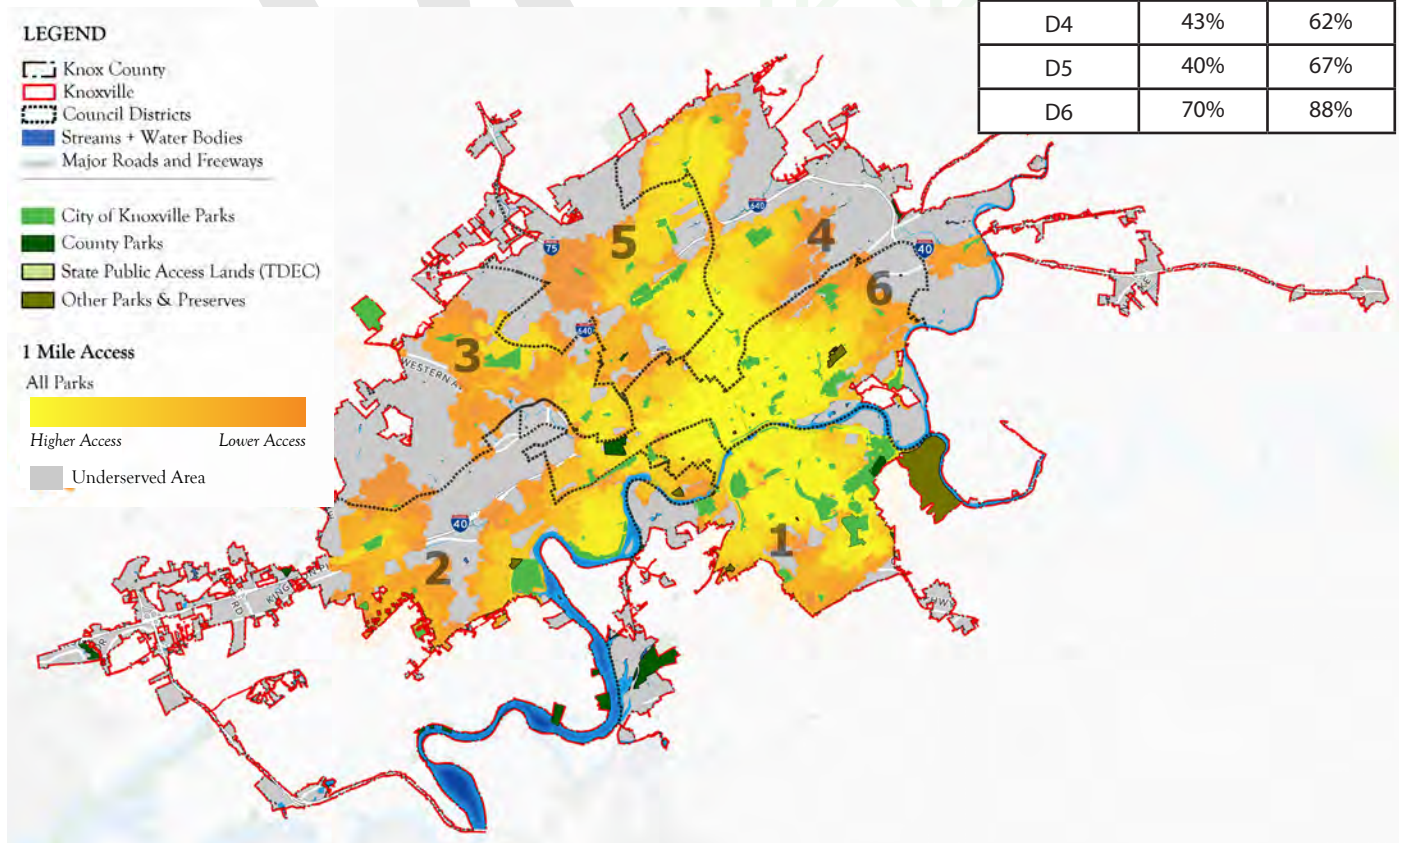 LEGEND
Knox County
Knoxville
Council Districts
Streams + Water Bodies
Major Roads and Freeways
City of Knoxville Parks
County Parks
State Public Access Lands (TDEC)
Other Parks & Preserves
1 Mile Access
All Parks
Higher Access Lower Access
Underserved Area
D4 43% 62%
D5 40% 67%
D6 70% 88%
640
4
5
75
40
6
640
3
WESTERN A
40
1
2
RD
HWY